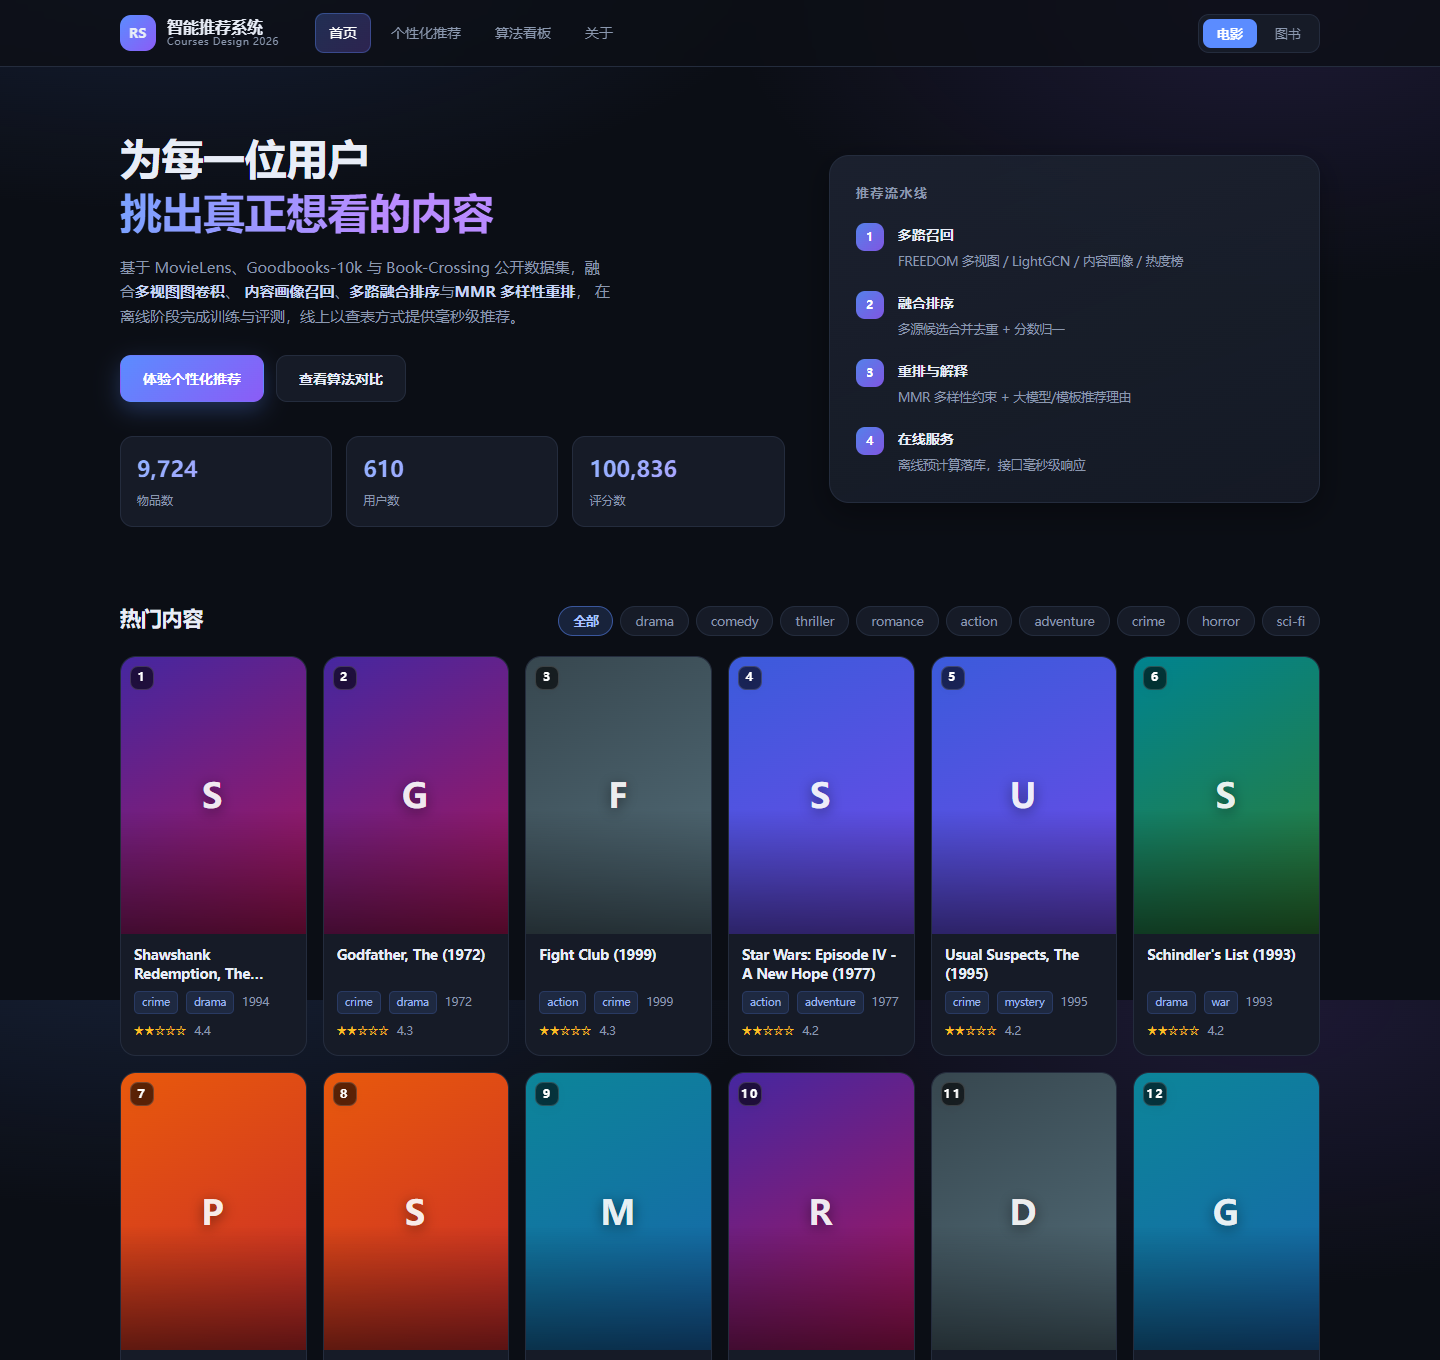 RS
智能推荐系统
Courses Design 2026
首页
个性化推荐
算法看板
关于
电影
图书
为每一位用户
挑出真正想看的内容
基于 MovieLens、Goodbooks-10k 与 Book-Crossing 公开数据集，融
合多视图图卷积、 内容画像召回、多路融合排序与MMR 多样性重排， 在
离线阶段完成训练与评测，线上以查表方式提供毫秒级推荐。
体验个性化推荐
查看算法对比
9,724
物品数
610
用户数
100,836
评分数
推荐流水线
1
多路召回
FREEDOM 多视图 / LightGCN / 内容画像 / 热度榜
2
融合排序
多源候选合并去重 + 分数归一
3
重排与解释
MMR 多样性约束 + 大模型/模板推荐理由
4
在线服务
离线预计算落库，接口毫秒级响应
热门内容
全部
drama
comedy
thriller
romance
action
adventure
crime
horror
sci-fi
1
S
Shawshank
Redemption, The...
crime drama 1994
★★☆☆☆ 4.4
2
G
Godfather, The (1972)
crime drama 1972
★★☆☆☆ 4.3
3
F
Fight Club (1999)
action crime 1999
★★☆☆☆ 4.3
4
S
Star Wars: Episode IV -
A New Hope (1977)
action adventure 1977
★★☆☆☆ 4.2
5
U
Usual Suspects, The
(1995)
crime mystery 1995
★★☆☆☆ 4.2
6
S
Schindler's List (1993)
drama war 1993
★★☆☆☆ 4.2
7
P
8
S
9
M
10
R
11
D
12
G